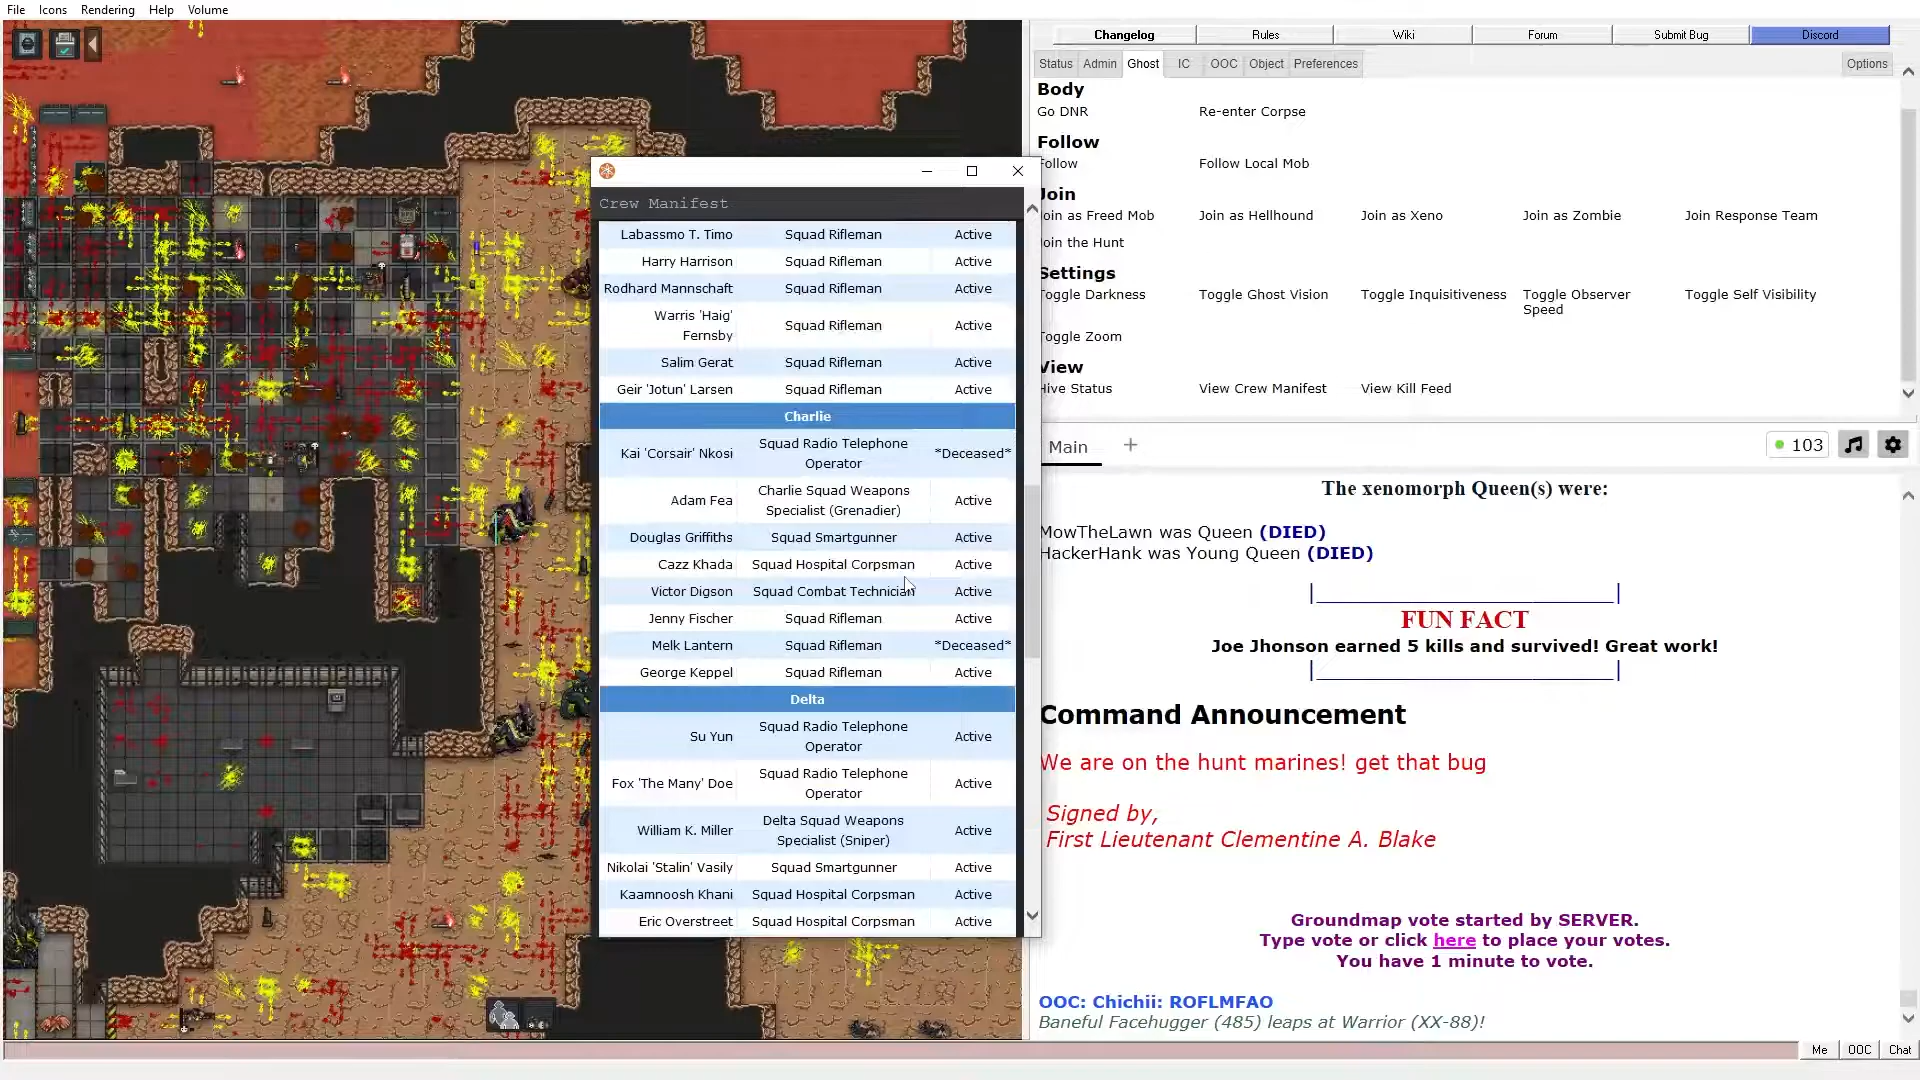 File Icons Rendering Help Volume
Changelog Rules Wiki Forum Submit Bug Discord
Status Admin Ghost IC OOC Object Preferences Options
Body
Go DNR Re-enter Corpse
Follow
Follow Follow Local Mob
Join
Join as Freed Mob Join as Hellhound Join as Xeno Join as Zombie Join Response Team
Join the Hunt
Settings
Toggle Darkness Toggle Ghost Vision Toggle Inquisitiveness Toggle Observer Speed Toggle Self Visibility
Toggle Zoom
View
Hive Status View Crew Manifest View Kill Feed
Crew Manifest
Labassmo T. Timo Squad Rifleman Active
Harry Harrison Squad Rifleman Active
Rodhard Mannschaft Squad Rifleman Active
Warris 'Haig' Fernsby Squad Rifleman Active
Salim Gerat Squad Rifleman Active
Geir 'Jotun' Larsen Squad Rifleman Active
Charlie
Kai 'Corsair' Nkosi Squad Radio Telephone Operator *Deceased*
Adam Fea Charlie Squad Weapons Specialist (Grenadier) Active
Douglas Griffiths Squad Smartgunner Active
Cazz Khada Squad Hospital Corpsman Active
Victor Digson Squad Combat Technician Active
Jenny Fischer Squad Rifleman Active
Melk Lantern Squad Rifleman *Deceased*
George Keppel Squad Rifleman Active
Delta
Su Yun Squad Radio Telephone Operator Active
Fox 'The Many' Doe Squad Radio Telephone Operator Active
William K. Miller Delta Squad Weapons Specialist (Sniper) Active
Nikolai 'Stalin' Vasily Squad Smartgunner Active
Kaamnoosh Khani Squad Hospital Corpsman Active
Eric Overstreet Squad Hospital Corpsman Active
Main + 103
The xenomorph Queen(s) were:
MowTheLawn was Queen (DIED)
HackerHank was Young Queen (DIED)
|______________________________|
FUN FACT
Joe Jhonson earned 5 kills and survived! Great work!
|______________________________|
Command Announcement
We are on the hunt marines! get that bug
Signed by,
First Lieutenant Clementine A. Blake
Groundmap vote started by SERVER.
Type vote or click here to place your votes.
You have 1 minute to vote.
OOC: Chichii: ROFLMFAO
Baneful Facehugger (485) leaps at Warrior (XX-88)!
Me OOC Chat